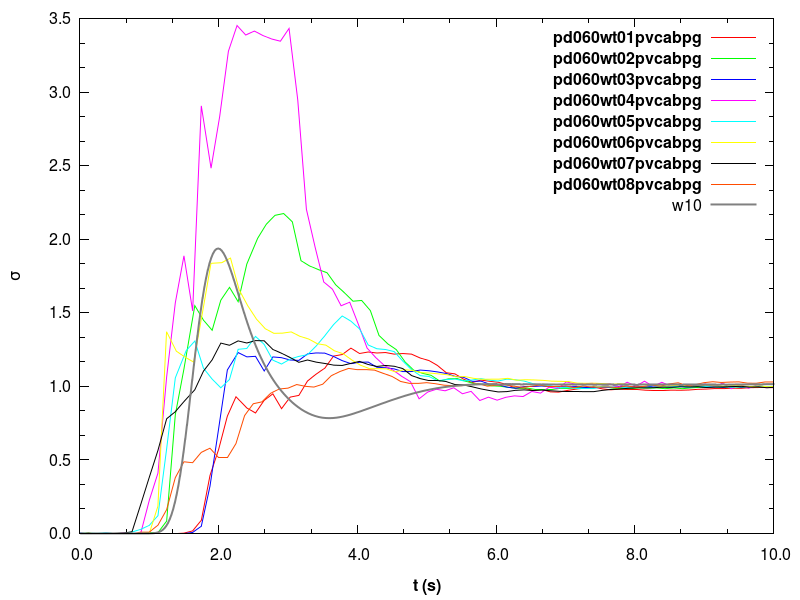 3.5
3.0
2.5
2.0
1.5
1.0
0.5
0.0
σ
pd060wt01pvcabpg
pd060wt02pvcabpg
pd060wt03pvcabpg
pd060wt04pvcabpg
pd060wt05pvcabpg
pd060wt06pvcabpg
pd060wt07pvcabpg
pd060wt08pvcabpg
w10
0.0 2.0 4.0 6.0 8.0 10.0
t (s)